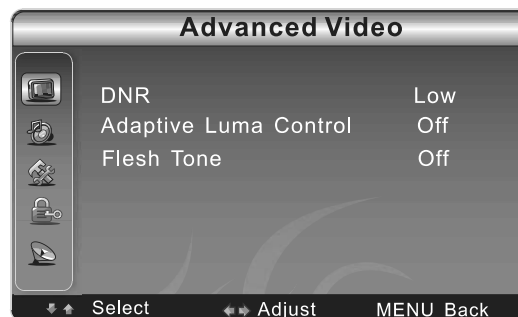 Advanced Video
DNR Low
Adaptive Luma Control Off
Flesh Tone Off
Select Adjust MENU Back